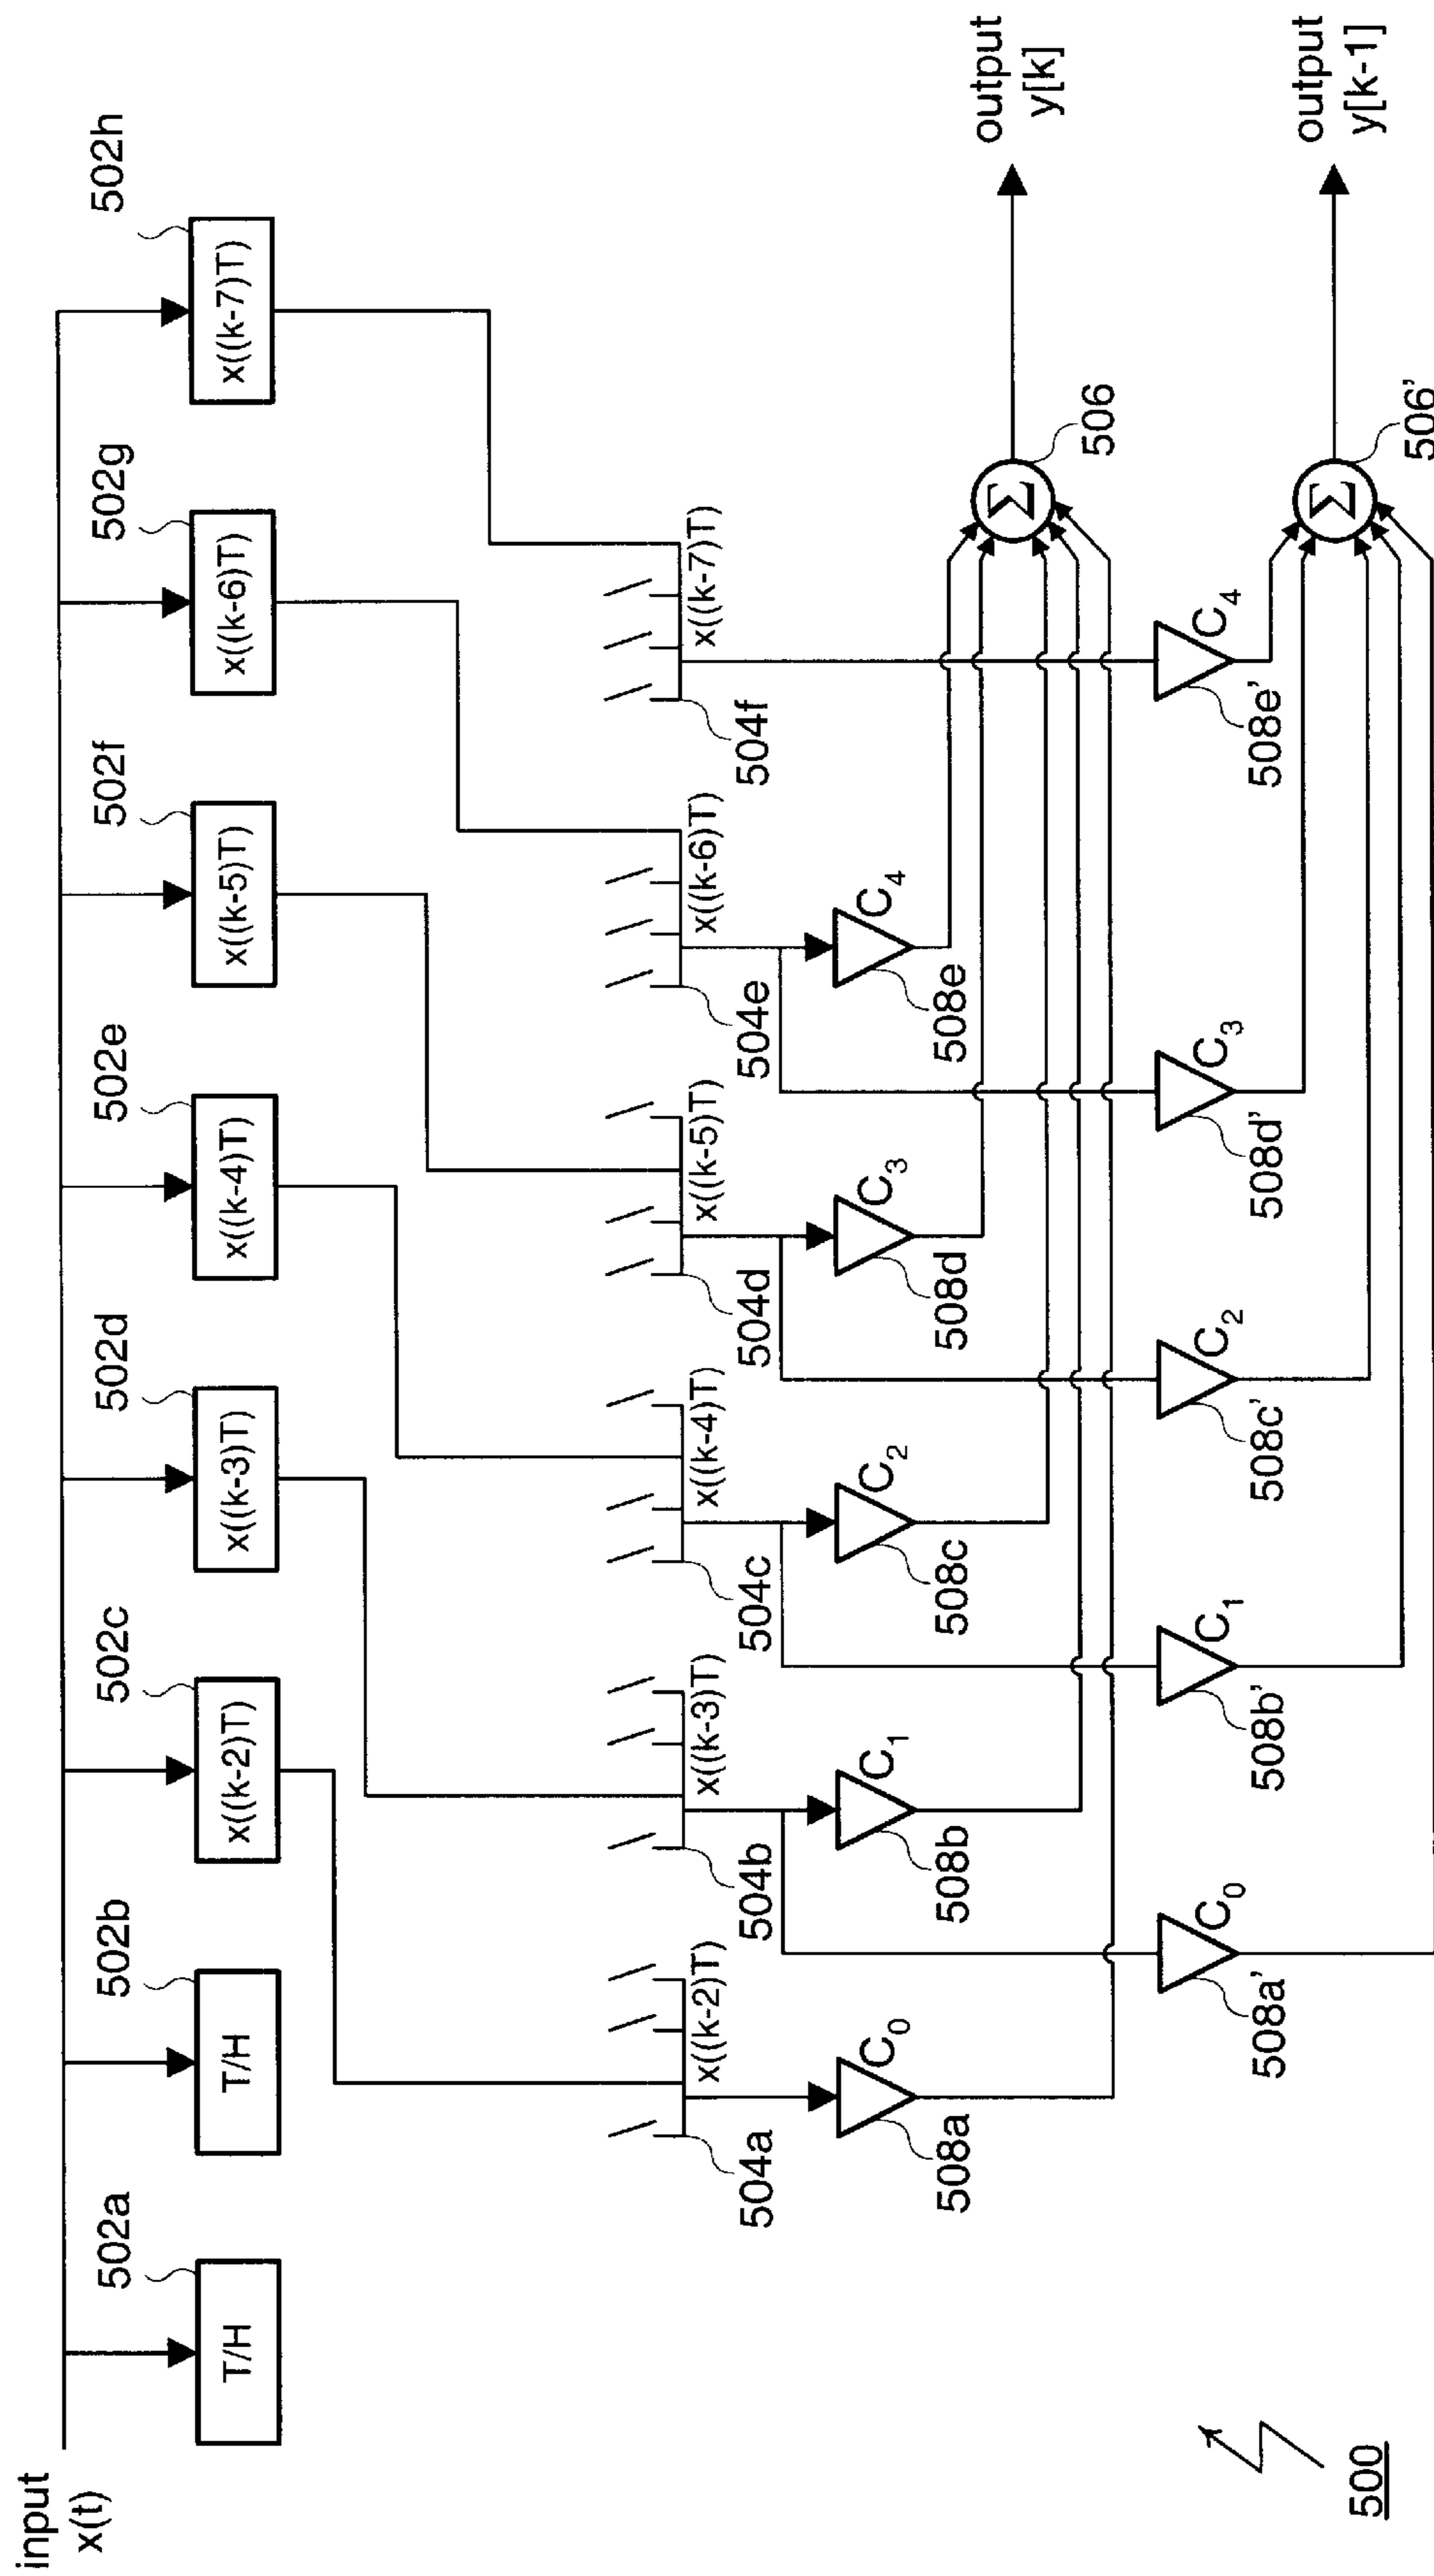 input
x(t)
502a
502b
502c
502d
502e
502f
502g
502h
T/H
T/H
x((k-2)T)
x((k-3)T)
x((k-4)T)
x((k-5)T)
x((k-6)T)
x((k-7)T)
504a
x((k-2)T)
504b
x((k-3)T)
504c
x((k-4)T)
504d
x((k-5)T)
504e
x((k-6)T)
504f
x((k-7)T)
508a
C0
508b
C1
508c
C2
508d
C3
508e
C4
Σ
506
output
y[k]
508a'
C0
508b'
C1
508c'
C2
508d'
C3
508e'
C4
Σ
506'
output
y[k-1]
500